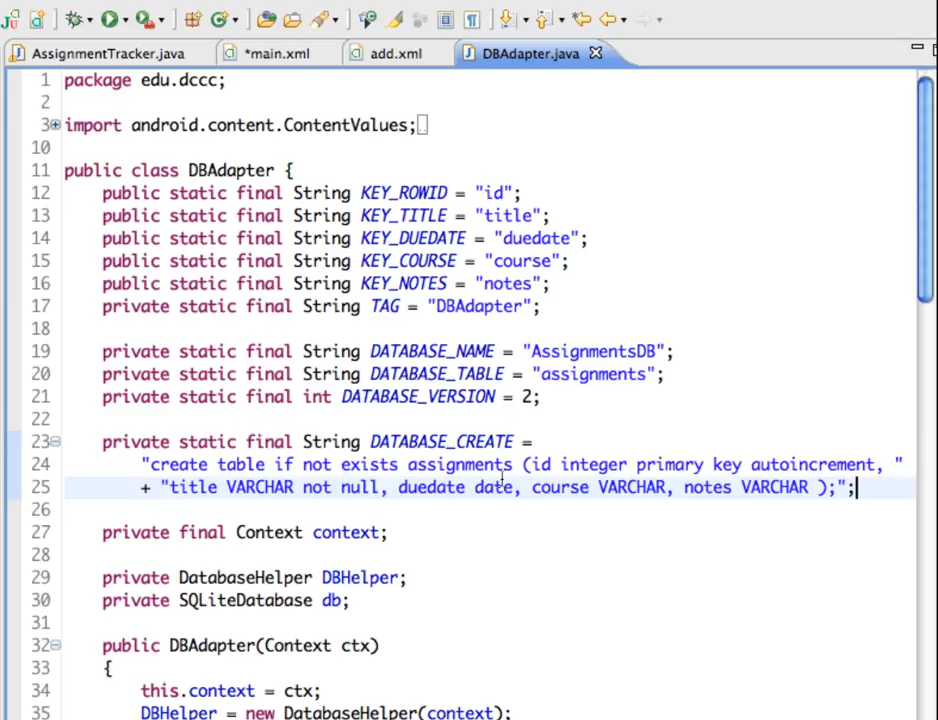 AssignmentTracker.java
*main.xml
add.xml
DBAdapter.java
1 package edu.dccc;
2
3 import android.content.ContentValues;
10
11 public class DBAdapter {
12 public static final String KEY_ROWID = "id";
13 public static final String KEY_TITLE = "title";
14 public static final String KEY_DUEDATE = "duedate";
15 public static final String KEY_COURSE = "course";
16 public static final String KEY_NOTES = "notes";
17 private static final String TAG = "DBAdapter";
18
19 private static final String DATABASE_NAME = "AssignmentsDB";
20 private static final String DATABASE_TABLE = "assignments";
21 private static final int DATABASE_VERSION = 2;
22
23 private static final String DATABASE_CREATE =
24 "create table if not exists assignments (id integer primary key autoincrement, "
25 + "title VARCHAR not null, duedate date, course VARCHAR, notes VARCHAR );";
26
27 private final Context context;
28
29 private DatabaseHelper DBHelper;
30 private SQLiteDatabase db;
31
32 public DBAdapter(Context ctx)
33 {
34 this.context = ctx;
35 DBHelper = new DatabaseHelper(context);